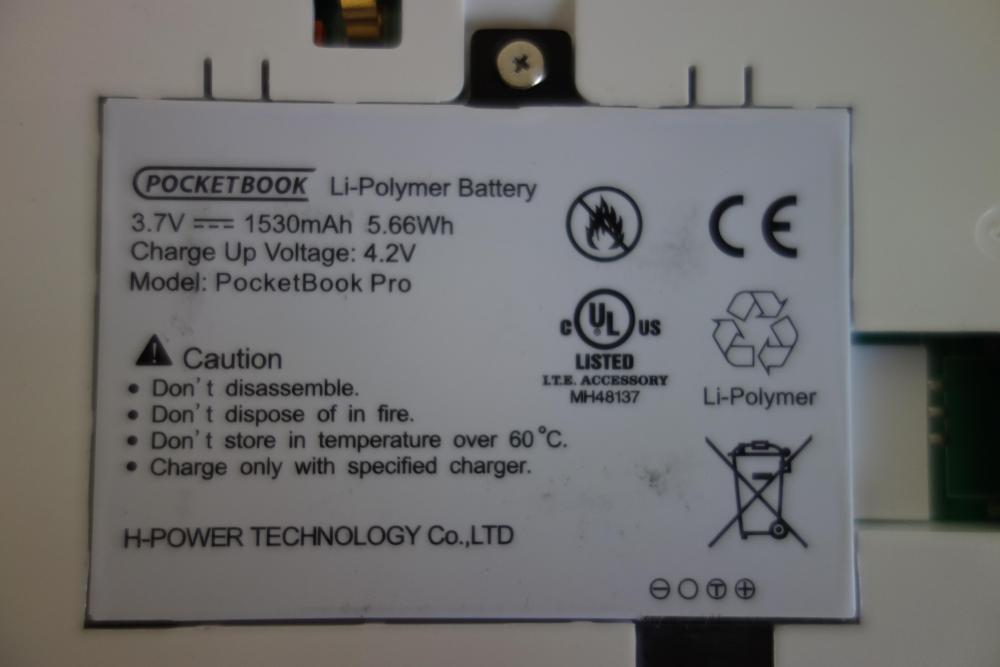 POCKETBOOK Li-Polymer Battery
3.7V ⎓ 1530mAh 5.66Wh
Charge Up Voltage: 4.2V
Model: PocketBook Pro
Caution
• Don't disassemble.
• Don't dispose of in fire.
• Don't store in temperature over 60°C.
• Charge only with specified charger.
H-POWER TECHNOLOGY Co.,LTD
CE
C UL US
®
LISTED
I.T.E. ACCESSORY
MH48137
Li-Polymer
⊖ ○ T ⊕